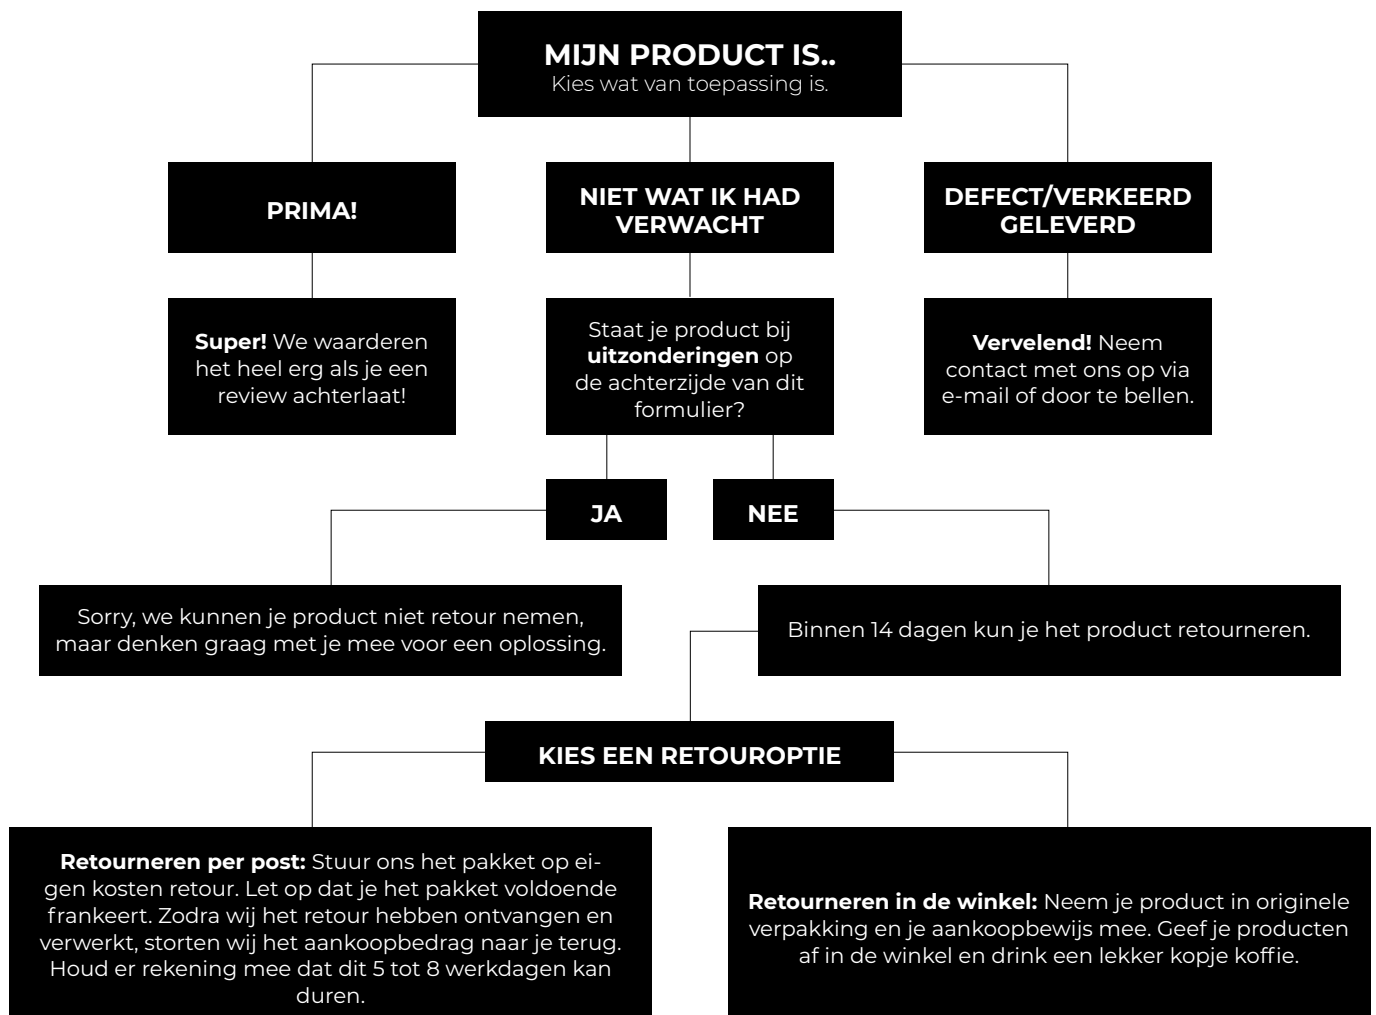 MIJN PRODUCT IS..
Kies wat van toepassing is.
PRIMA!
NIET WAT IK HAD
VERWACHT
DEFECT/VERKEERD
GELEVERD
Super! We waarderen
het heel erg als je een
review achterlaat!
Staat je product bij
uitzonderingen op
de achterzijde van dit
formulier?
Vervelend! Neem
contact met ons op via
e-mail of door te bellen.
JA
NEE
Sorry, we kunnen je product niet retour nemen,
maar denken graag met je mee voor een oplossing.
Binnen 14 dagen kun je het product retourneren.
KIES EEN RETOUROPTIE
Retourneren per post: Stuur ons het pakket op ei-
gen kosten retour. Let op dat je het pakket voldoende
frankeert. Zodra wij het retour hebben ontvangen en
verwerkt, storten wij het aankoopbedrag naar je terug.
Houd er rekening mee dat dit 5 tot 8 werkdagen kan
duren.
Retourneren in de winkel: Neem je product in originele
verpakking en je aankoopbewijs mee. Geef je producten
af in de winkel en drink een lekker kopje koffie.